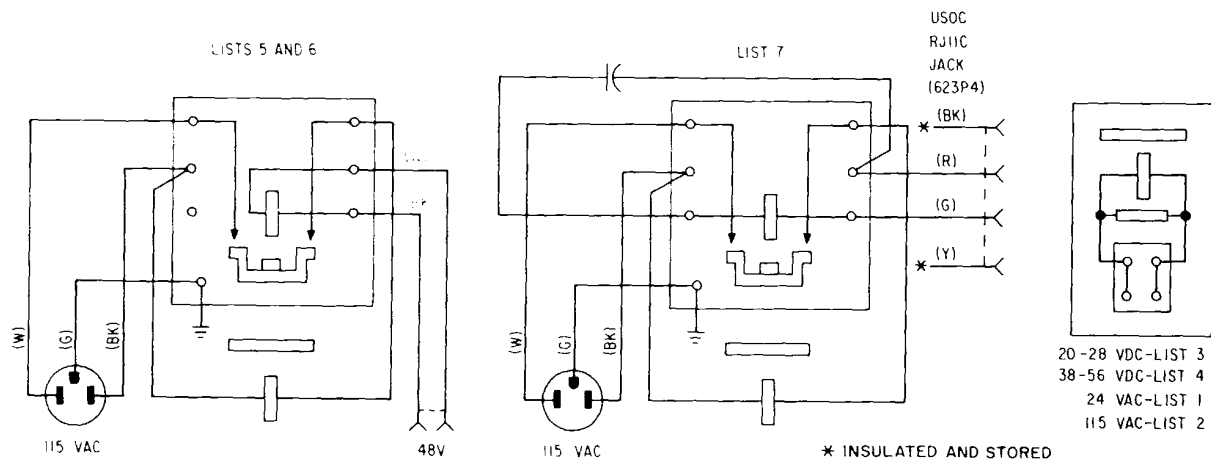 LISTS 5 AND 6
(W)
(G)
(BK)
115 VAC
48V
LIST 7
(W)
(G)
(BK)
115 VAC
USOC
RJ11C
JACK
(623P4)
* (BK)
(R)
(G)
* (Y)
* INSULATED AND STORED
20-28 VDC-LIST 3
38-56 VDC-LIST 4
24 VAC-LIST 1
115 VAC-LIST 2